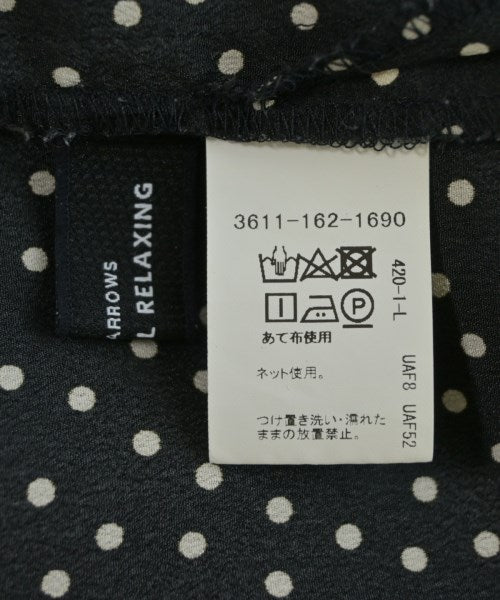 ARROWS
L RELAXING
3611-162-1690
あて布使用
ネット使用。
つけ置き洗い・濡れた
ままの放置禁止。
420-1-L
UAF8 UAF52